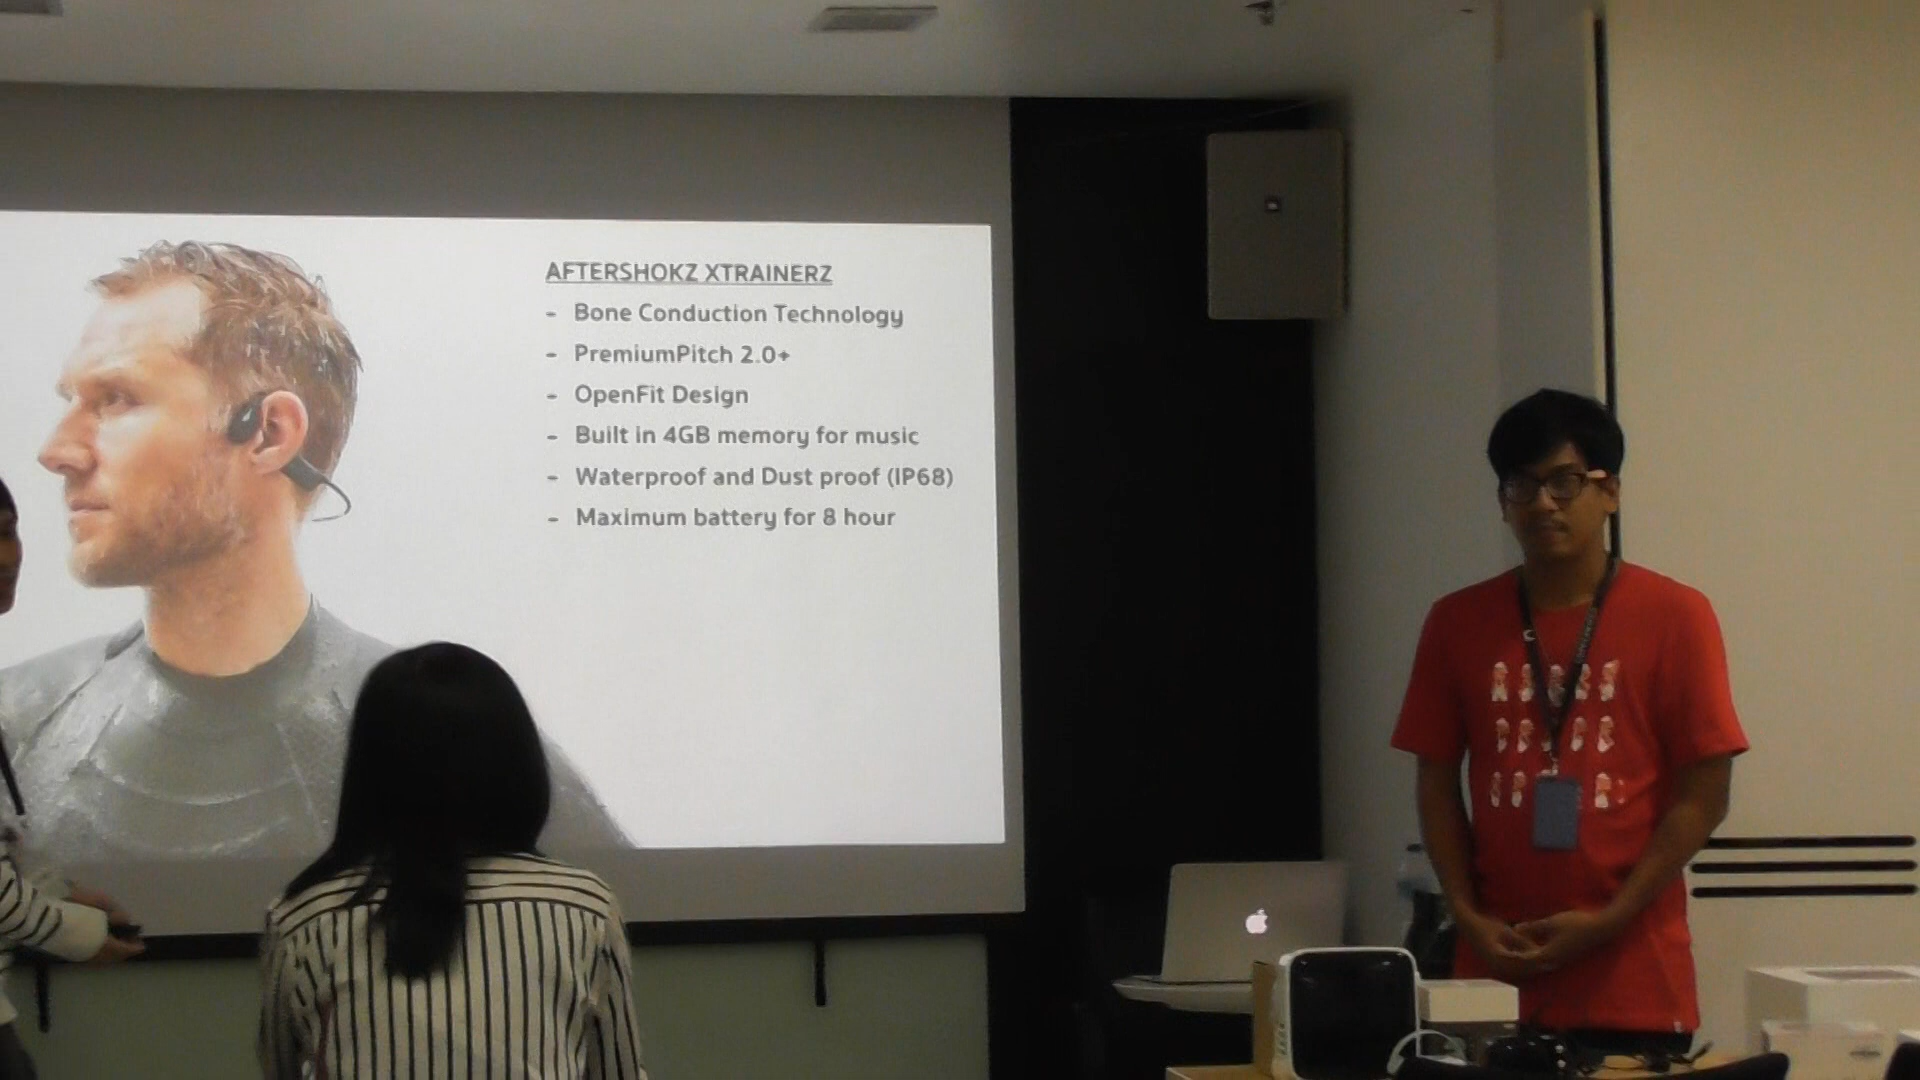 AFTERSHOKZ XTRAINERZ
- Bone Conduction Technology
- PremiumPitch 2.0+
- OpenFit Design
- Built in 4GB memory for music
- Waterproof and Dust proof (IP68)
- Maximum battery for 8 hour